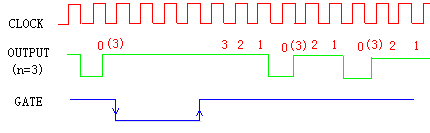 CLOCK
0(3) 3 2 1 0(3) 2 1 0(3) 2 1
OUTPUT
(n=3)
GATE